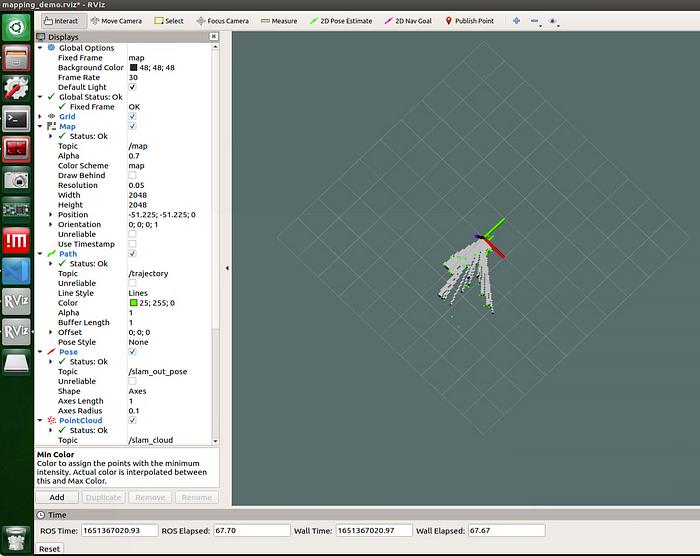 mapping_demo.rviz* - RViz
Interact Move Camera Select Focus Camera Measure 2D Pose Estimate 2D Nav Goal Publish Point
Displays
Global Options
Fixed Frame map
Background Color 48; 48; 48
Frame Rate 30
Default Light
Global Status: Ok
Fixed Frame OK
Grid
Map
Status: Ok
Topic /map
Alpha 0.7
Color Scheme map
Draw Behind
Resolution 0.05
Width 2048
Height 2048
Position -51.225; -51.225; 0
Orientation 0; 0; 0; 1
Unreliable
Use Timestamp
Path
Status: Ok
Topic /trajectory
Unreliable
Line Style Lines
Color 25; 255; 0
Alpha 1
Buffer Length 1
Offset 0; 0; 0
Pose Style None
Pose
Status: Ok
Topic /slam_out_pose
Unreliable
Shape Axes
Axes Length 1
Axes Radius 0.1
PointCloud
Status: Ok
Topic /slam_cloud
Min Color
Color to assign the points with the minimum
intensity. Actual color is interpolated between
this and Max Color.
Add Duplicate Remove Rename
Time
ROS Time: 1651367020.93 ROS Elapsed: 67.70 Wall Time: 1651367020.97 Wall Elapsed: 67.67
Reset
!M
RViz
RViz